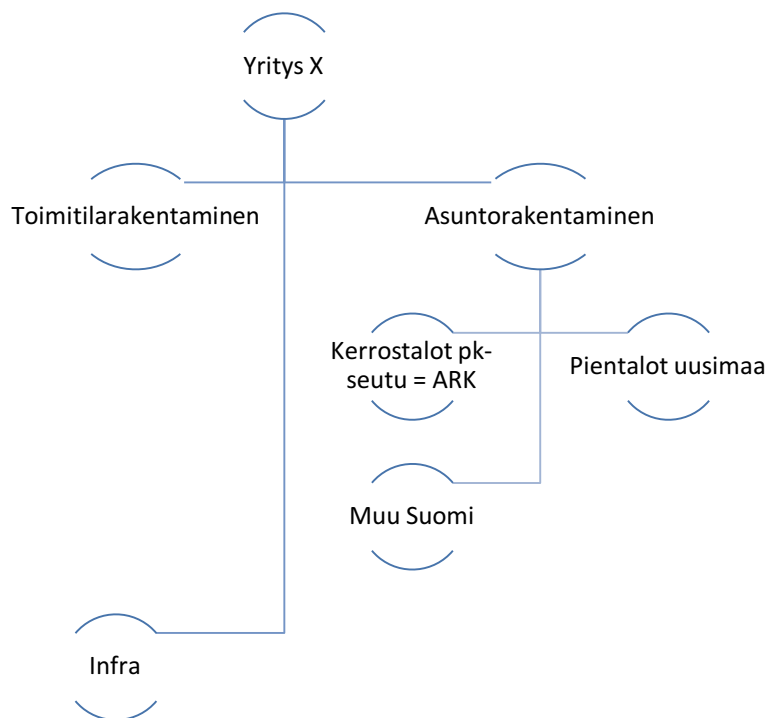 Yritys X
Toimitilarakentaminen
Asuntorakentaminen
Kerrostalot pk-
seutu = ARK
Pientalot uusimaa
Muu Suomi
Infra